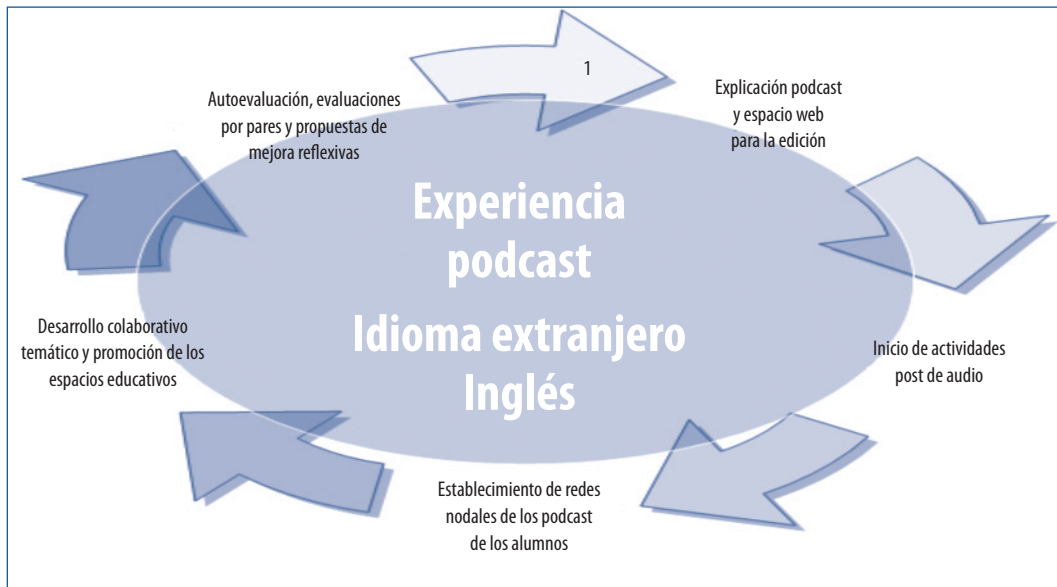 1
Explicación podcast
y espacio web
para la edición
Inicio de actividades
post de audio
Establecimiento de redes
nodales de los podcast
de los alumnos
Desarrollo colaborativo
temático y promoción de los
espacios educativos
Autoevaluación, evaluaciones
por pares y propuestas de
mejora reflexivas
Experiencia
podcast
Idioma extranjero
Inglés